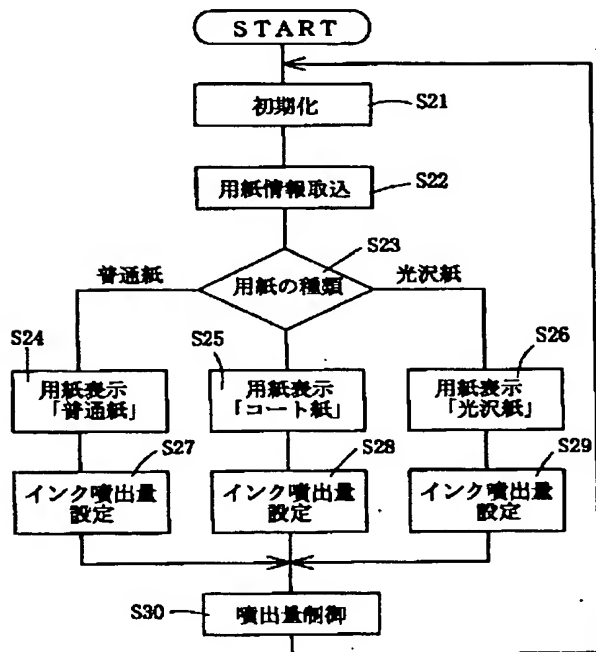 START
初期化
S21
用紙情報取込
S22
S23
普通紙
用紙の種類
光沢紙
S24
S25
S26
用紙表示
「普通紙」
用紙表示
「コート紙」
用紙表示
「光沢紙」
S27
S28
S29
インク噴出量
設定
インク噴出量
設定
インク噴出量
設定
S30
噴出量制御